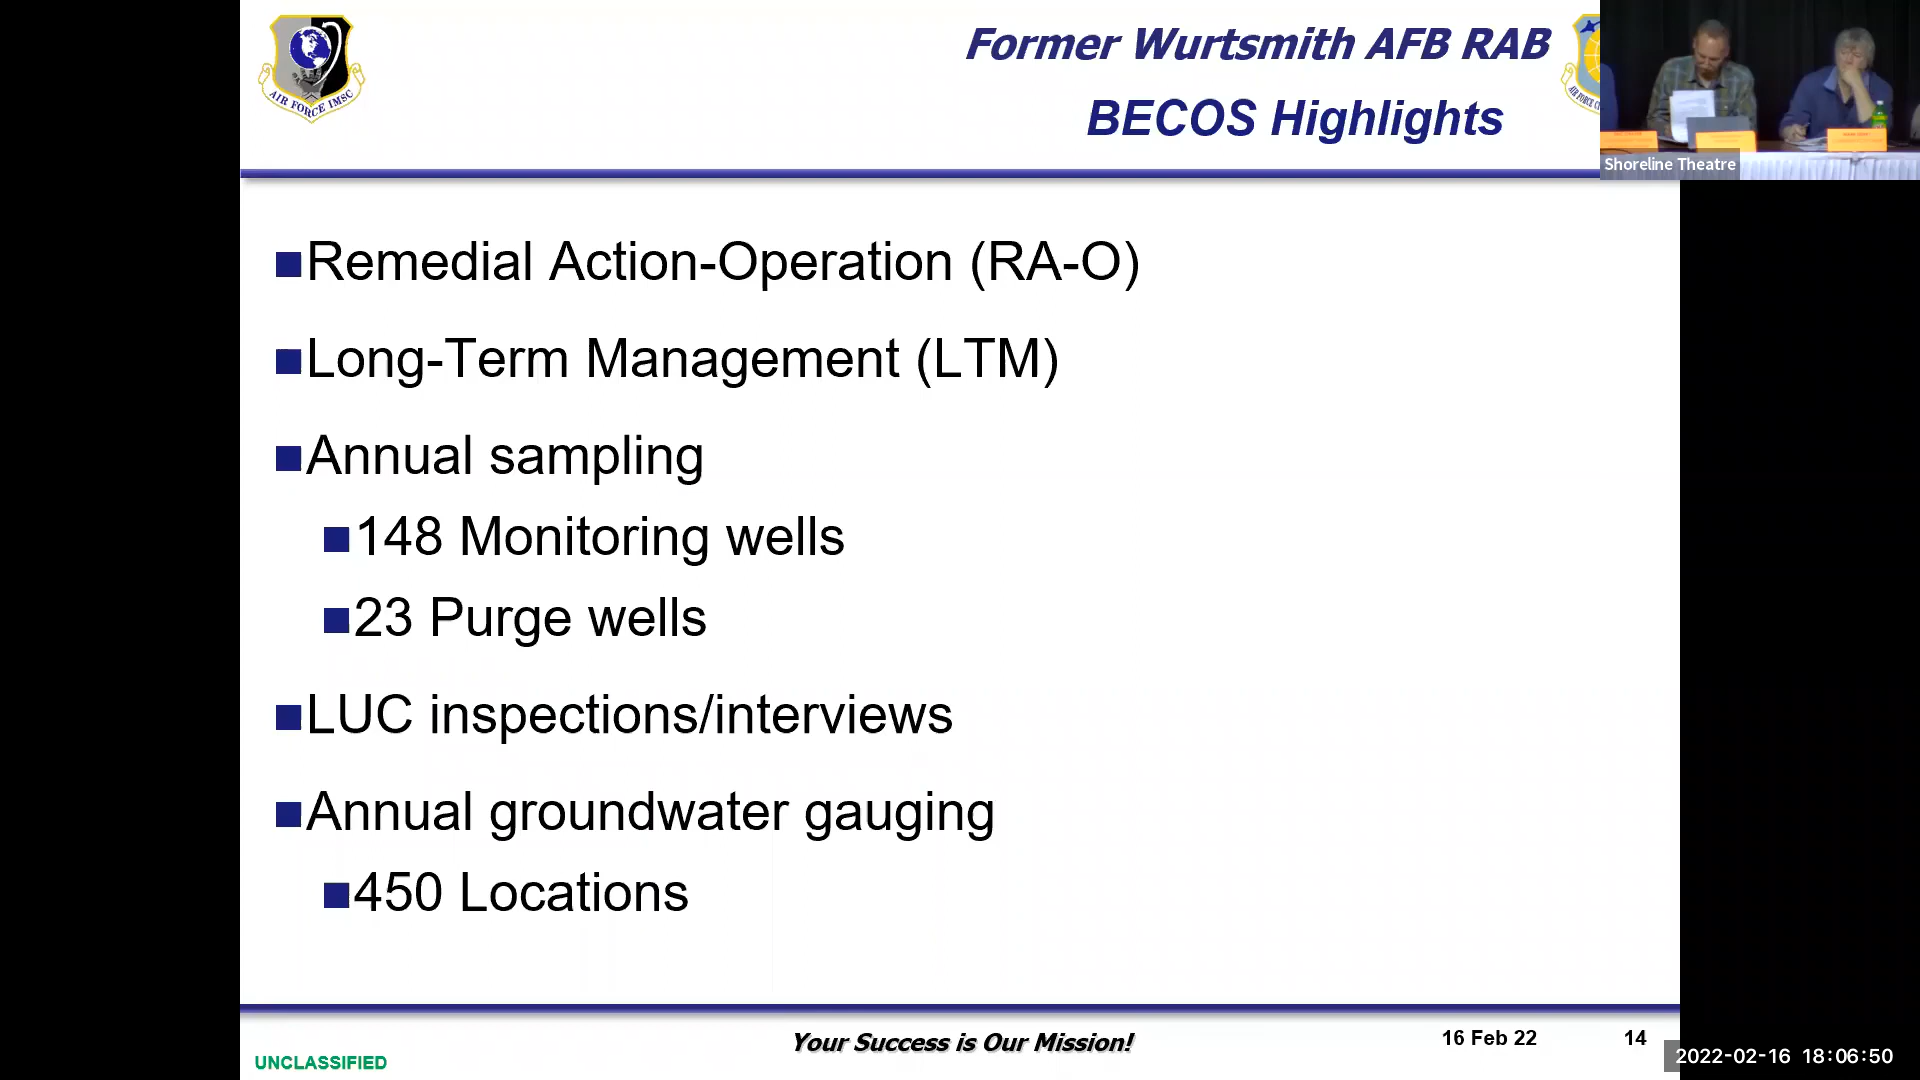 Former Wurtsmith AFB RAB
BECOS Highlights
AIR FORCE IMSC
AIR FORCE C
Shoreline Theatre
Remedial Action-Operation (RA-O)
Long-Term Management (LTM)
Annual sampling
148 Monitoring wells
23 Purge wells
LUC inspections/interviews
Annual groundwater gauging
450 Locations
Your Success is Our Mission!
16 Feb 22
14
UNCLASSIFIED
2022-02-16 18:06:50